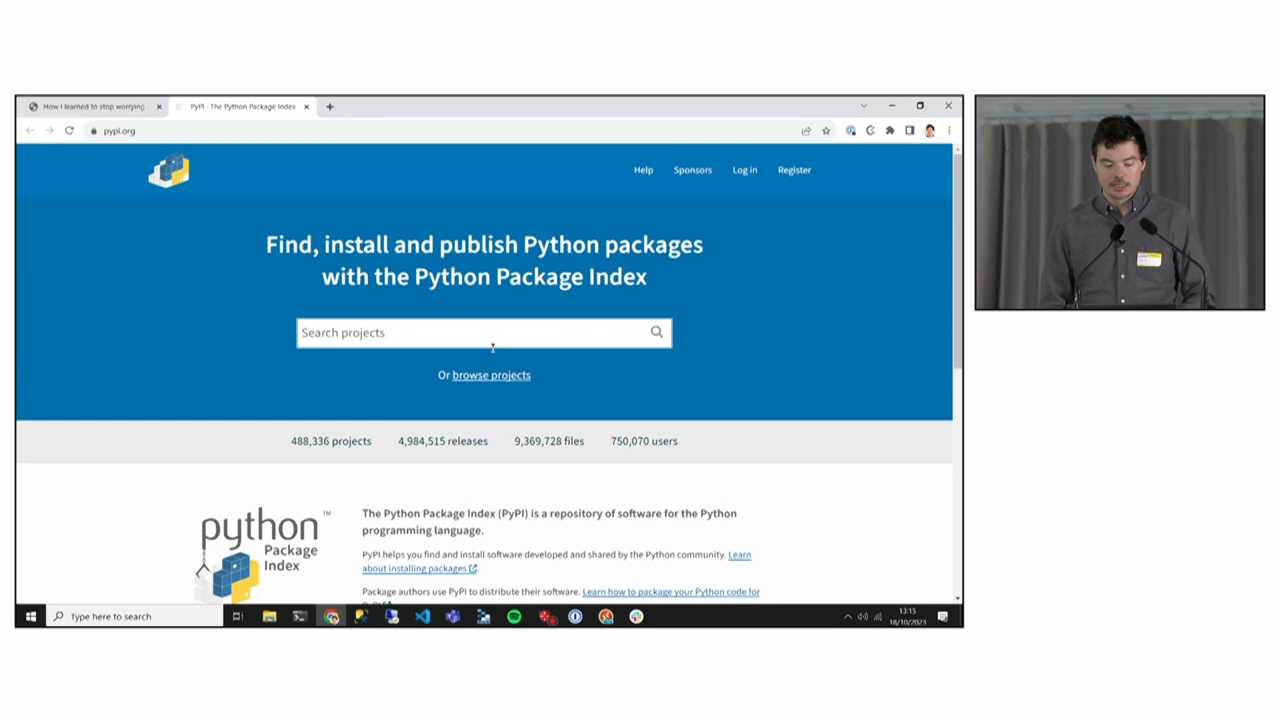 How I learned to stop worrying
PyPI · The Python Package Index
pypi.org
Help
Sponsors
Log in
Register
Find, install and publish Python packages
with the Python Package Index
Search projects
Or browse projects
488,336 projects
4,984,515 releases
9,369,728 files
750,070 users
python™
Package
Index
The Python Package Index (PyPI) is a repository of software for the Python
programming language.
PyPI helps you find and install software developed and shared by the Python community. Learn
about installing packages
Package authors use PyPI to distribute their software. Learn how to package your Python code for
Type here to search
13:15
18/10/2023